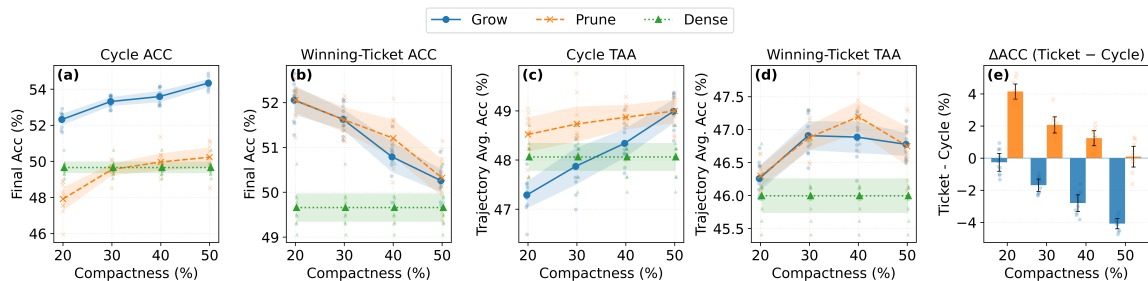 Grow Prune Dense
Cycle ACC
(a)
Final Acc (%)
54
52
50
48
46
20 30 40 50
Compactness (%)
Winning-Ticket ACC
(b)
Final Acc (%)
52
51
50
49
20 30 40 50
Compactness (%)
Cycle TAA
(c)
Trajectory Avg. Acc (%)
49
48
47
20 30 40 50
Compactness (%)
Winning-Ticket TAA
(d)
Trajectory Avg. Acc (%)
47.5
47.0
46.5
46.0
45.5
20 30 40 50
Compactness (%)
ΔACC (Ticket − Cycle)
(e)
Ticket - Cycle (%)
4
2
0
−2
−4
20 30 40 50
Compactness (%)